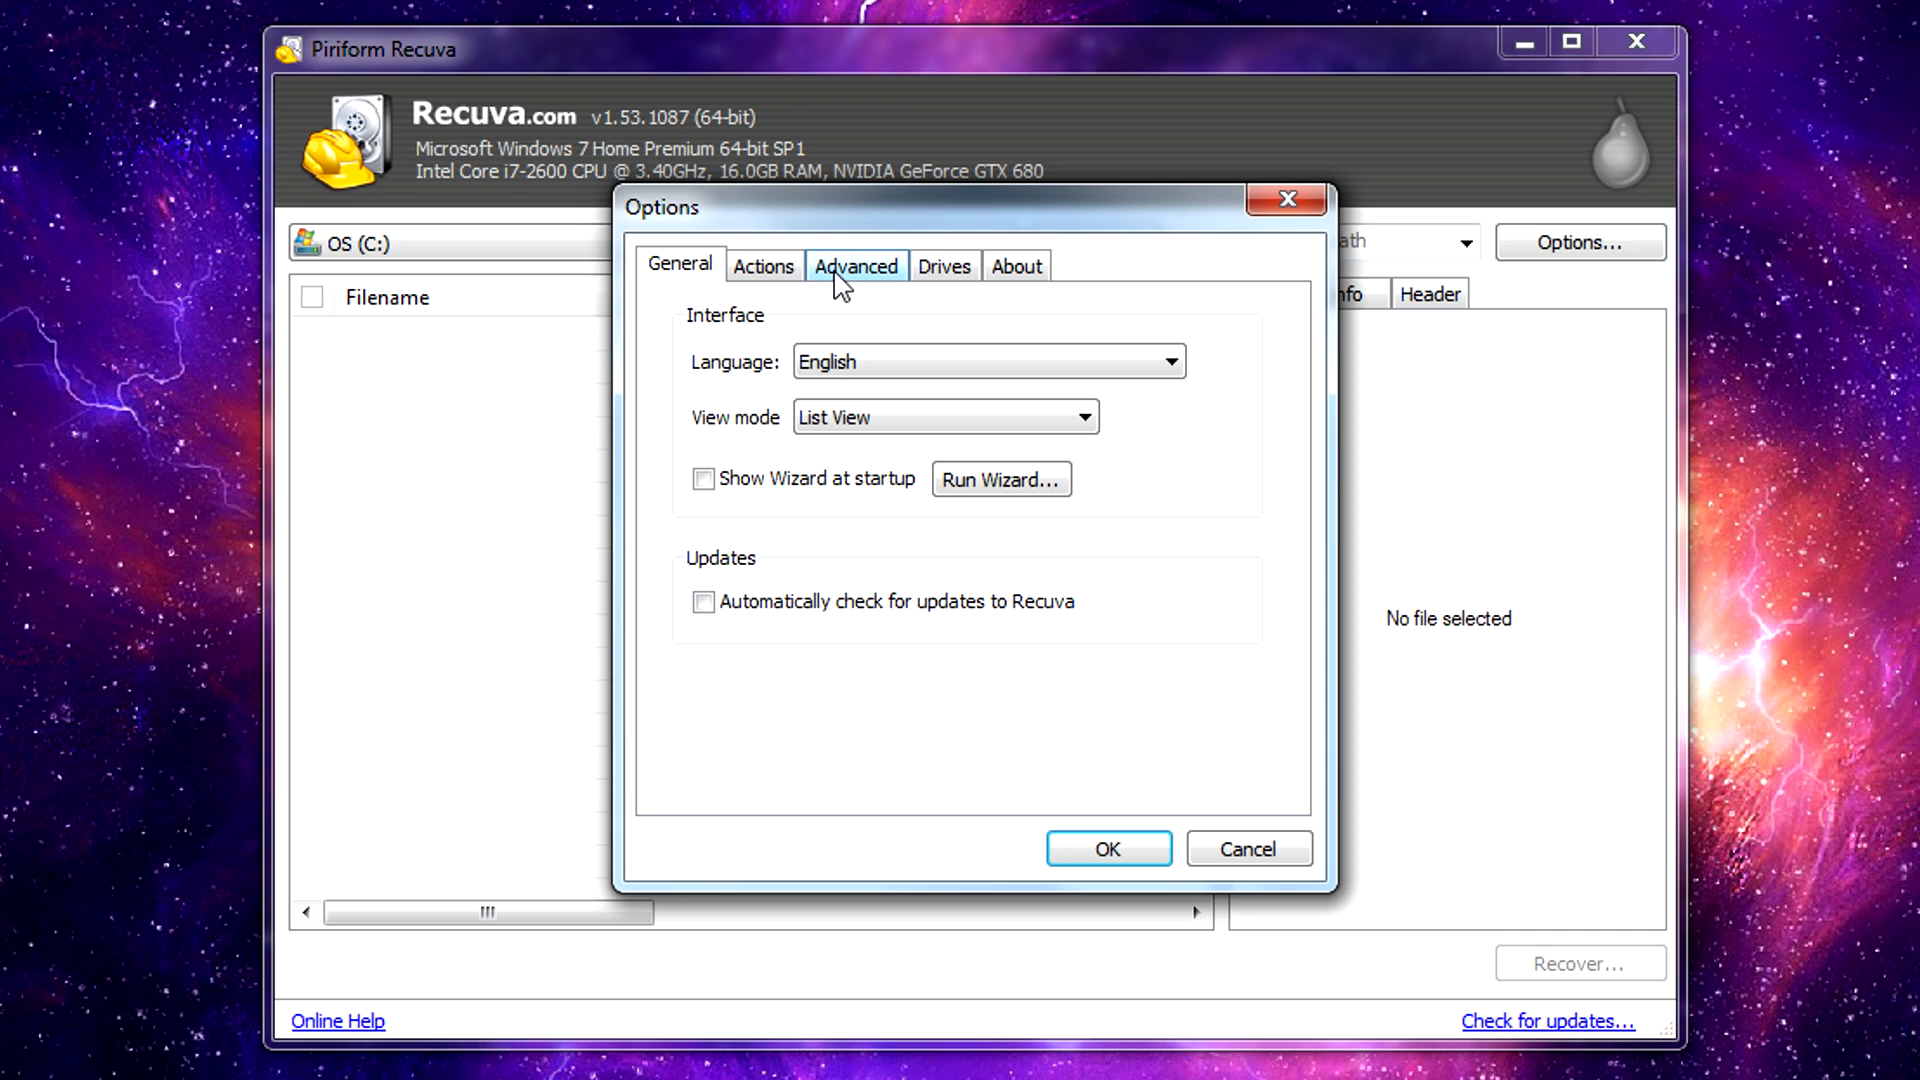 Piriform Recuva
Recuva.com v1.53.1087 (64-bit)
Microsoft Windows 7 Home Premium 64-bit SP1
Intel Core i7-2600 CPU @ 3.40GHz, 16.0GB RAM, NVIDIA GeForce GTX 680
Options
OS (C:)
ath
Options...
General
Actions
Advanced
Drives
About
Filename
nfo
Header
Interface
Language:
English
View mode
List View
Show Wizard at startup
Run Wizard...
Updates
Automatically check for updates to Recuva
No file selected
OK
Cancel
Recover...
Online Help
Check for updates...